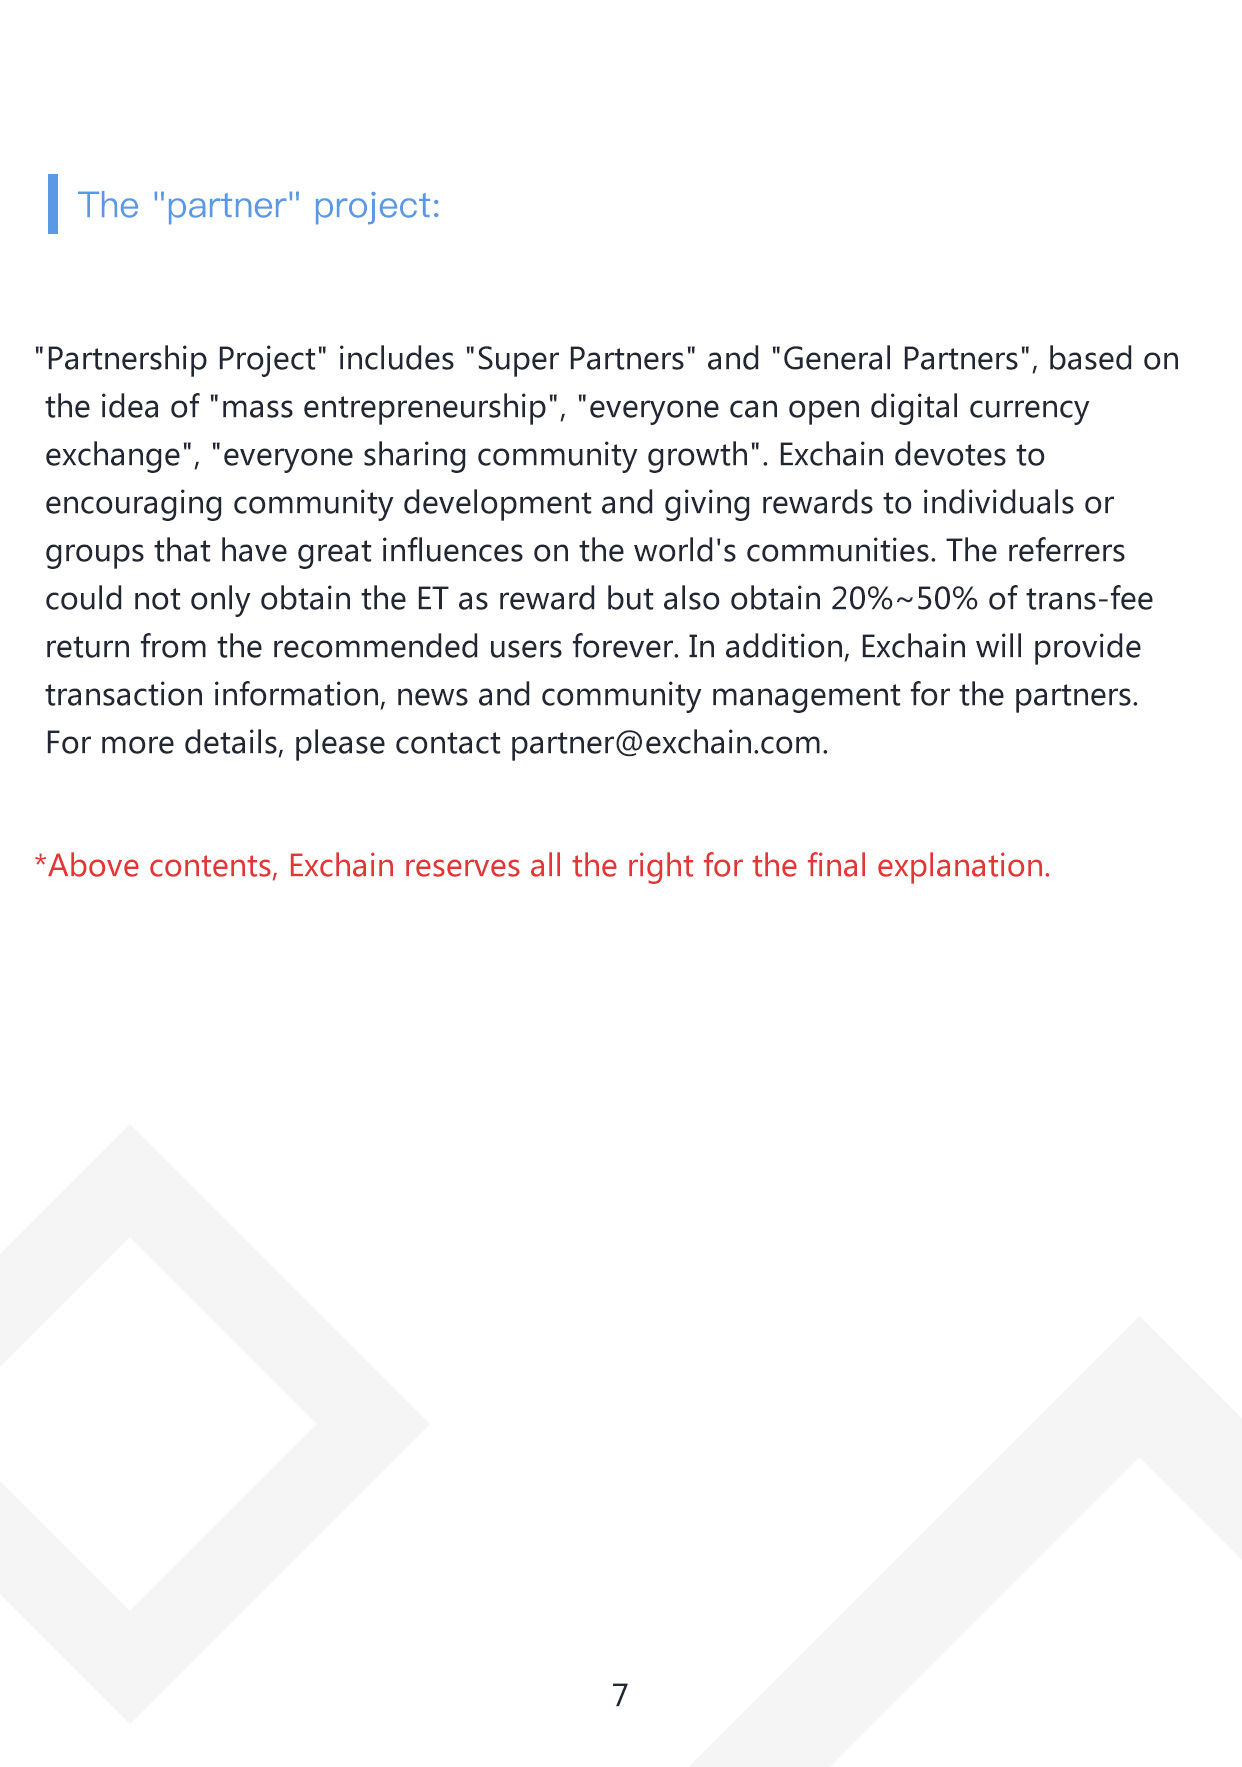 The "partner" project:
"Partnership Project" includes "Super Partners" and "General Partners", based on
the idea of "mass entrepreneurship", "everyone can open digital currency
exchange", "everyone sharing community growth". Exchain devotes to
encouraging community development and giving rewards to individuals or
groups that have great influences on the world's communities. The referrers
could not only obtain the ET as reward but also obtain 20%~50% of trans-fee
return from the recommended users forever. In addition, Exchain will provide
transaction information, news and community management for the partners.
For more details, please contact partner@exchain.com.
*Above contents, Exchain reserves all the right for the final explanation.
7